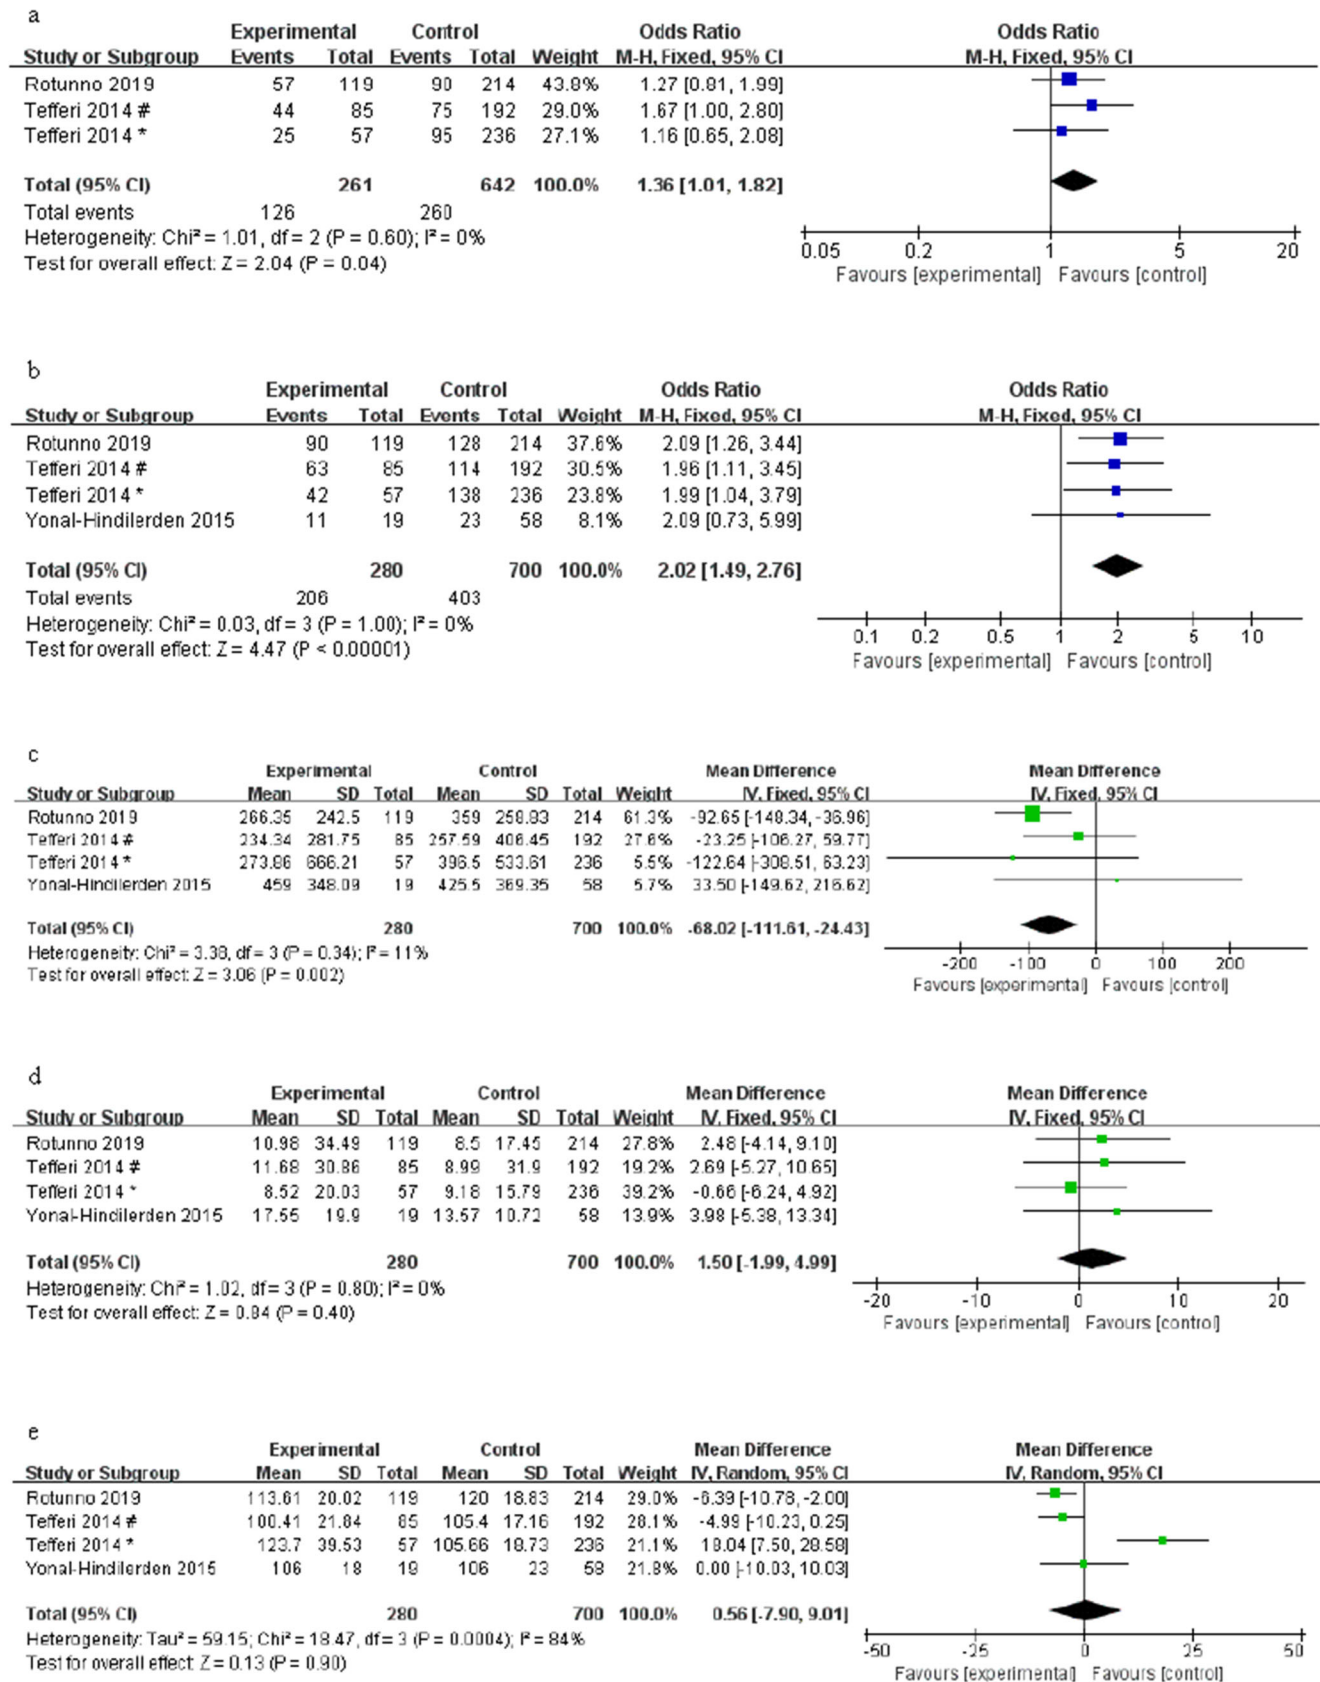 a
Experimental Control Odds Ratio Odds Ratio
Study or Subgroup Events Total Events Total Weight M-H, Fixed, 95% CI M-H, Fixed, 95% CI
Rotunno 2019 57 119 90 214 43.8% 1.27 [0.81, 1.99]
Tefferi 2014 # 44 85 75 192 29.0% 1.67 [1.00, 2.80]
Tefferi 2014 * 25 57 95 236 27.1% 1.16 [0.65, 2.08]
Total (95% CI) 261 642 100.0% 1.36 [1.01, 1.82]
Total events 126 260
Heterogeneity: Chi² = 1.01, df = 2 (P = 0.60); I² = 0%
Test for overall effect: Z = 2.04 (P = 0.04)
0.05 0.2 1 5 20
Favours [experimental] Favours [control]
b
Experimental Control Odds Ratio Odds Ratio
Study or Subgroup Events Total Events Total Weight M-H, Fixed, 95% CI M-H, Fixed, 95% CI
Rotunno 2019 90 119 128 214 37.6% 2.09 [1.26, 3.44]
Tefferi 2014 # 63 85 114 192 30.5% 1.96 [1.11, 3.45]
Tefferi 2014 * 42 57 138 236 23.8% 1.99 [1.04, 3.79]
Yonal-Hindilerden 2015 11 19 23 58 8.1% 2.09 [0.73, 5.99]
Total (95% CI) 280 700 100.0% 2.02 [1.49, 2.76]
Total events 206 403
Heterogeneity: Chi² = 0.03, df = 3 (P = 1.00); I² = 0%
Test for overall effect: Z = 4.47 (P < 0.00001)
0.1 0.2 0.5 1 2 5 10
Favours [experimental] Favours [control]
c
Experimental Control Mean Difference Mean Difference
Study or Subgroup Mean SD Total Mean SD Total Weight IV, Fixed, 95% CI IV, Fixed, 95% CI
Rotunno 2019 266.35 242.5 119 359 258.83 214 61.3% -92.65 [-148.34, -36.96]
Tefferi 2014 # 234.34 281.75 85 257.59 406.45 192 27.6% -23.25 [-106.27, 59.77]
Tefferi 2014 * 273.86 666.21 57 396.5 533.61 236 5.5% -122.64 [-308.51, 63.23]
Yonal-Hindilerden 2015 459 348.09 19 425.5 369.35 58 5.7% 33.50 [-149.62, 216.62]
Total (95% CI) 280 700 100.0% -68.02 [-111.61, -24.43]
Heterogeneity: Chi² = 3.38, df = 3 (P = 0.34); I² = 11%
Test for overall effect: Z = 3.06 (P = 0.002)
-200 -100 0 100 200
Favours [experimental] Favours [control]
d
Experimental Control Mean Difference Mean Difference
Study or Subgroup Mean SD Total Mean SD Total Weight IV, Fixed, 95% CI IV, Fixed, 95% CI
Rotunno 2019 10.98 34.49 119 8.5 17.45 214 27.8% 2.48 [-4.14, 9.10]
Tefferi 2014 # 11.68 30.86 85 8.99 31.9 192 19.2% 2.69 [-5.27, 10.65]
Tefferi 2014 * 8.52 20.03 57 9.18 15.79 236 39.2% -0.66 [-6.24, 4.92]
Yonal-Hindilerden 2015 17.55 19.9 19 13.57 10.72 58 13.9% 3.98 [-5.38, 13.34]
Total (95% CI) 280 700 100.0% 1.50 [-1.99, 4.99]
Heterogeneity: Chi² = 1.02, df = 3 (P = 0.80); I² = 0%
Test for overall effect: Z = 0.84 (P = 0.40)
-20 -10 0 10 20
Favours [experimental] Favours [control]
e
Experimental Control Mean Difference Mean Difference
Study or Subgroup Mean SD Total Mean SD Total Weight IV, Random, 95% CI IV, Random, 95% CI
Rotunno 2019 113.61 20.02 119 120 18.83 214 29.0% -6.39 [-10.78, -2.00]
Tefferi 2014 # 100.41 21.84 85 105.4 17.16 192 28.1% -4.99 [-10.23, 0.25]
Tefferi 2014 * 123.7 39.53 57 105.66 18.73 236 21.1% 18.04 [7.50, 28.58]
Yonal-Hindilerden 2015 106 18 19 106 23 58 21.8% 0.00 [-10.03, 10.03]
Total (95% CI) 280 700 100.0% 0.56 [-7.90, 9.01]
Heterogeneity: Tau² = 59.15; Chi² = 18.47, df = 3 (P = 0.0004); I² = 84%
Test for overall effect: Z = 0.13 (P = 0.90)
-50 -25 0 25 50
Favours [experimental] Favours [control]